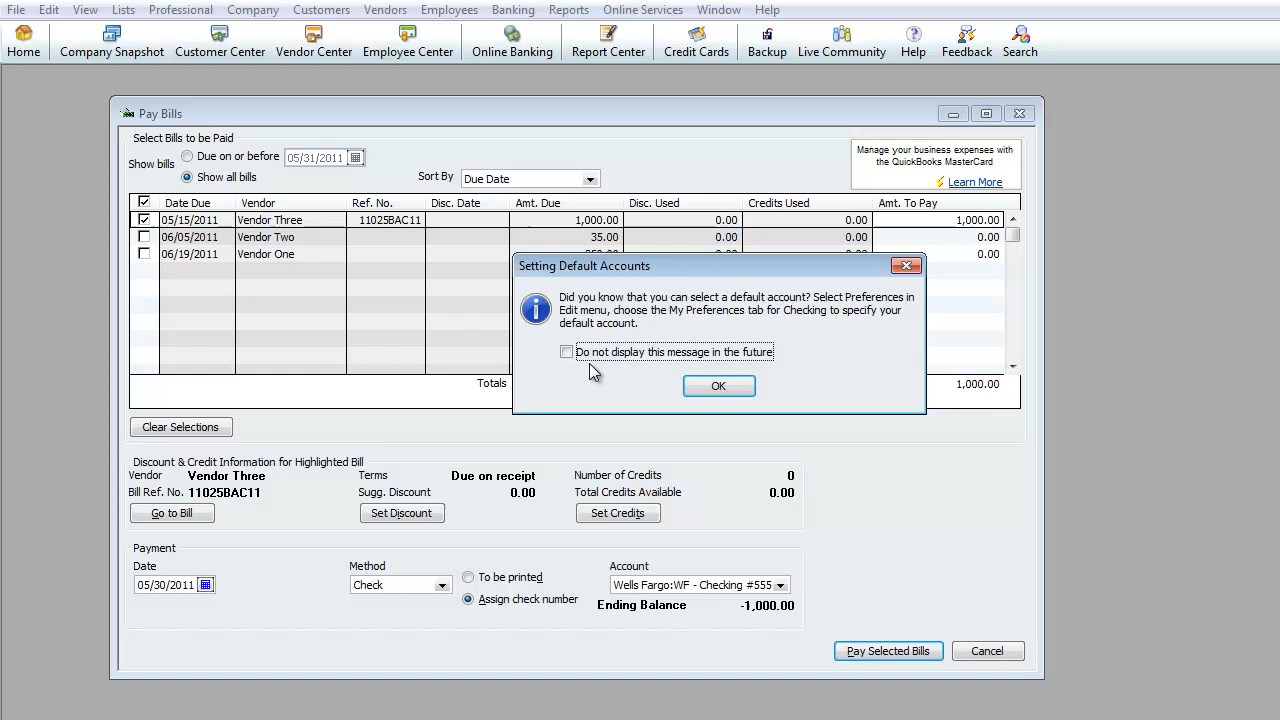 File Edit View Lists Professional Company Customers Vendors Employees Banking Reports Online Services Window Help
Home Company Snapshot Customer Center Vendor Center Employee Center Online Banking Report Center Credit Cards Backup Live Community Help Feedback Search
Pay Bills
Select Bills to be Paid
Show bills
Due on or before 05/31/2011
Show all bills
Sort By Due Date
Manage your business expenses with
the QuickBooks MasterCard
Learn More
Date Due Vendor Ref. No. Disc. Date Amt. Due Disc. Used Credits Used Amt. To Pay
05/15/2011 Vendor Three 11025BAC11 1,000.00 0.00 0.00 1,000.00
06/05/2011 Vendor Two 35.00 0.00 0.00 0.00
06/19/2011 Vendor One 0.00
Setting Default Accounts
Did you know that you can select a default account? Select Preferences in
Edit menu, choose the My Preferences tab for Checking to specify your
default account.
Do not display this message in the future
OK
Totals 1,000.00
Clear Selections
Discount & Credit Information for Highlighted Bill
Vendor Vendor Three Terms Due on receipt Number of Credits 0
Bill Ref. No. 11025BAC11 Sugg. Discount 0.00 Total Credits Available 0.00
Go to Bill Set Discount Set Credits
Payment
Date Method Account
05/30/2011 Check To be printed Wells Fargo:WF - Checking #555
Assign check number Ending Balance -1,000.00
Pay Selected Bills Cancel